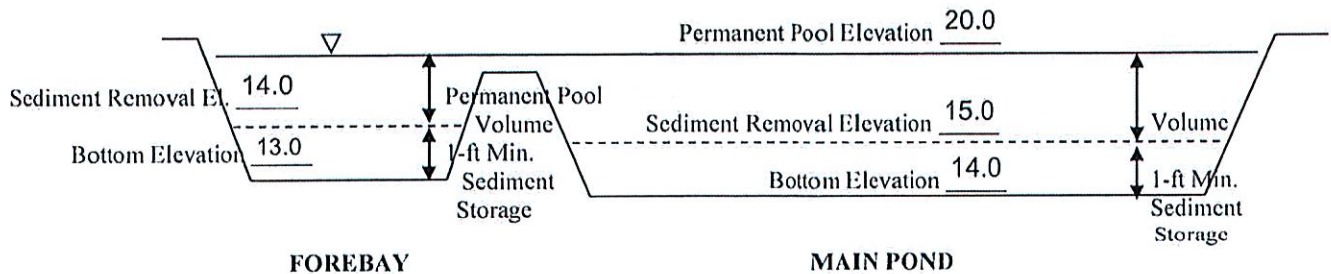 Permanent Pool Elevation 20.0
Sediment Removal El. 14.0
Permanent Pool
Volume
Sediment Removal Elevation 15.0
Volume
Bottom Elevation 13.0
1-ft Min.
Sediment
Storage
Bottom Elevation 14.0
1-ft Min.
Sediment
Storage
FOREBAY
MAIN POND